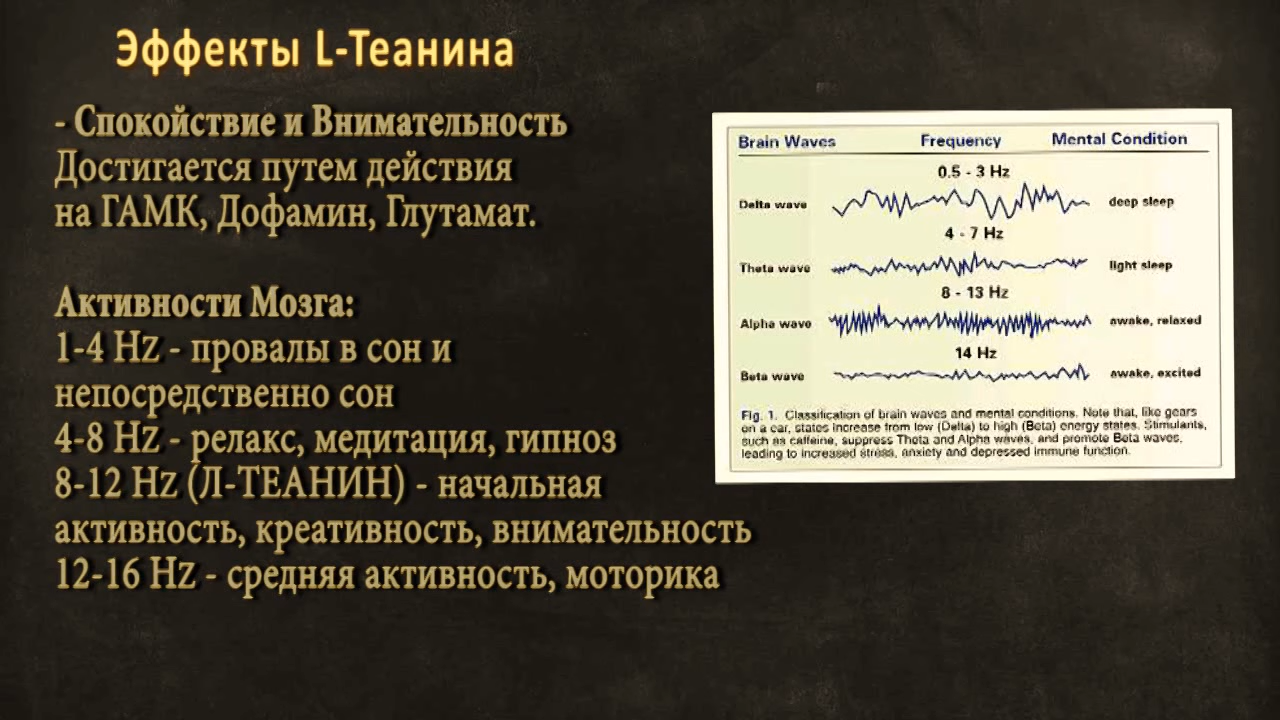 Эффекты L-Теанина
- Спокойствие и Внимательность
Достигается путем действия
на ГАМК, Дофамин, Глутамат.
Активности Мозга:
1-4 Hz - провалы в сон и
непосредственно сон
4-8 Hz - релакс, медитация, гипноз
8-12 Hz (Л-ТЕАНИН) - начальная
активность, креативность, внимательность
12-16 Hz - средняя активность, моторика
Brain Waves Frequency Mental Condition
0.5 - 3 Hz
Delta wave deep sleep
4 - 7 Hz
Theta wave light sleep
8 - 13 Hz
Alpha wave awake, relaxed
14 Hz
Beta wave awake, excited
Fig. 1. Classification of brain waves and mental conditions. Note that, like gears
on a car, states increase from low (Delta) to high (Beta) energy states. Stimulants,
such as caffeine, suppress Theta and Alpha waves, and promote Beta waves,
leading to increased stress, anxiety and depressed immune function.